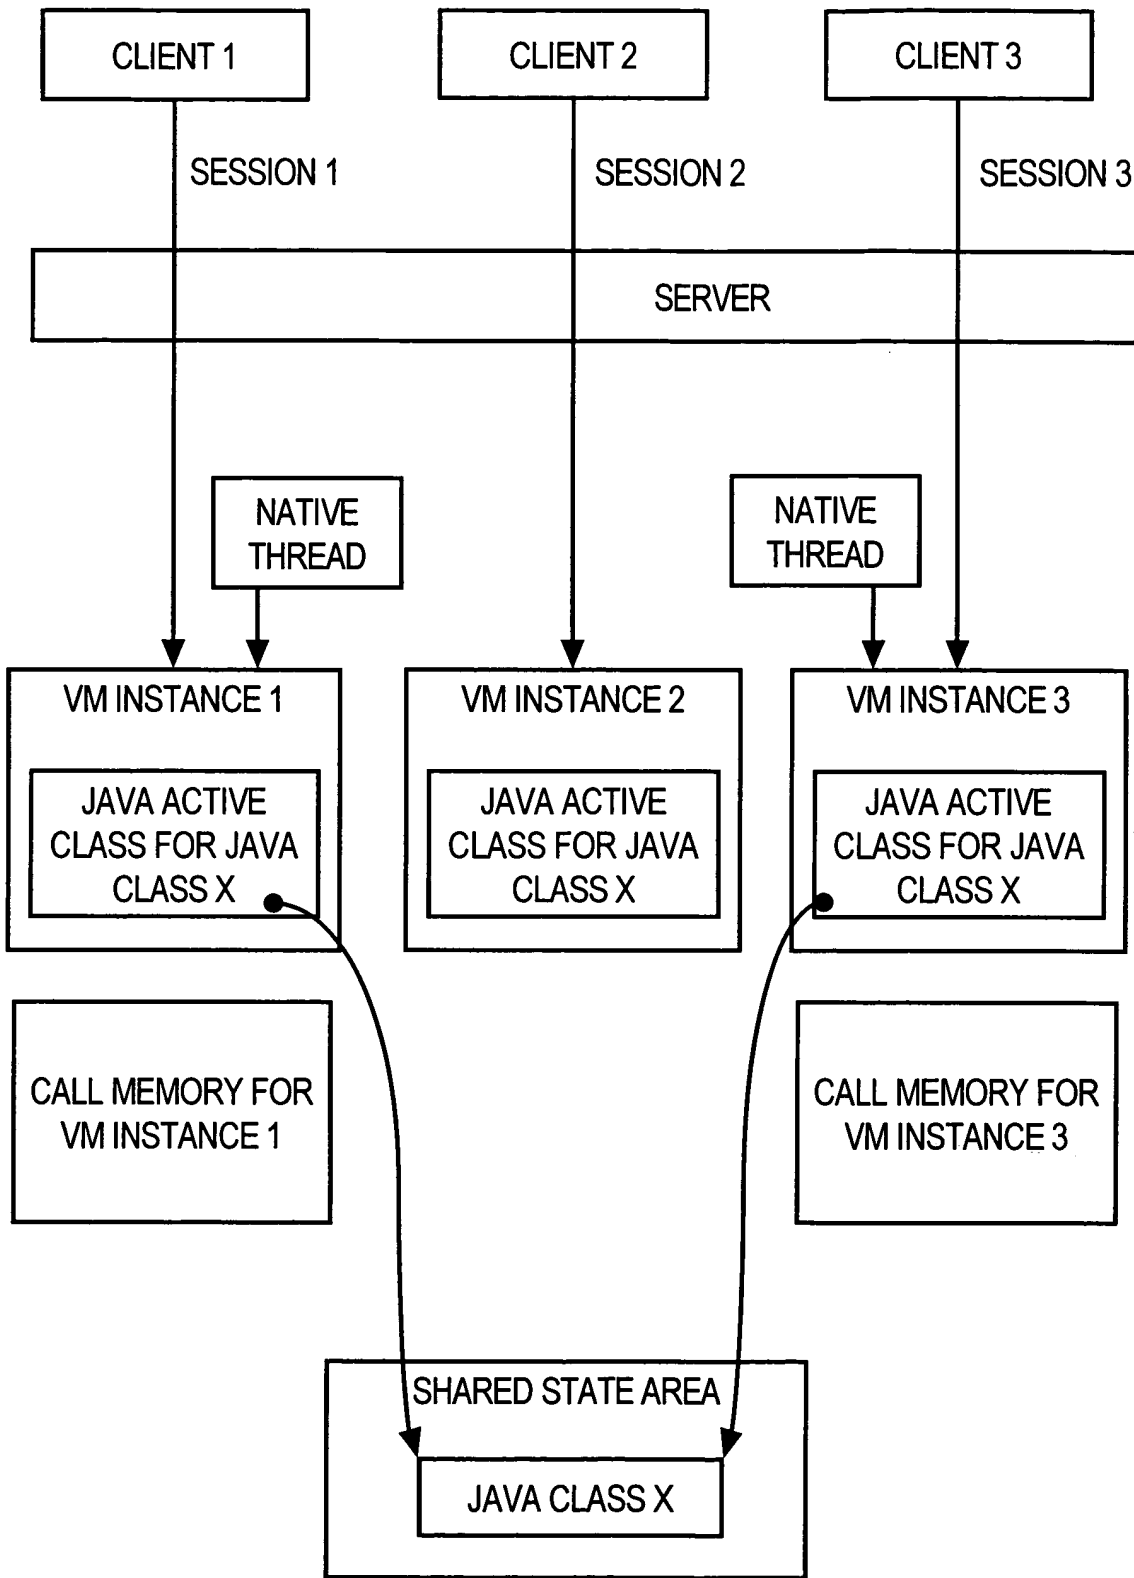 CLIENT 1
CLIENT 2
CLIENT 3
SESSION 1
SESSION 2
SESSION 3
SERVER
NATIVE
THREAD
NATIVE
THREAD
VM INSTANCE 1
JAVA ACTIVE
CLASS FOR JAVA
CLASS X
VM INSTANCE 2
JAVA ACTIVE
CLASS FOR JAVA
CLASS X
VM INSTANCE 3
JAVA ACTIVE
CLASS FOR JAVA
CLASS X
CALL MEMORY FOR
VM INSTANCE 1
CALL MEMORY FOR
VM INSTANCE 3
SHARED STATE AREA
JAVA CLASS X